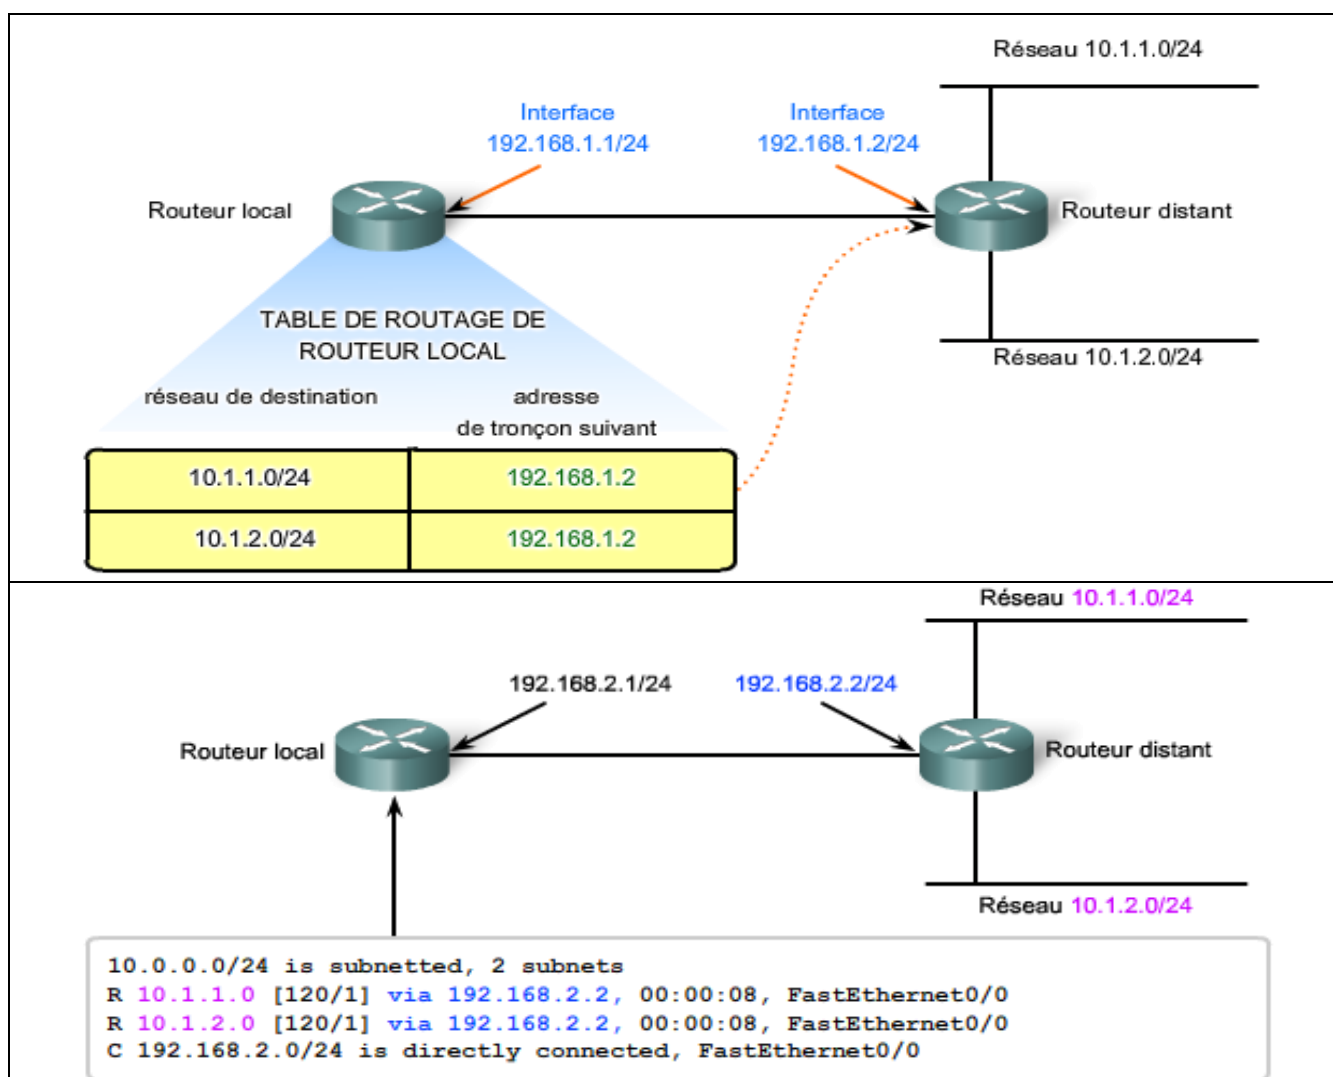 Réseau 10.1.1.0/24
Interface
192.168.1.1/24
Interface
192.168.1.2/24
Routeur local
Routeur distant
TABLE DE ROUTAGE DE
ROUTEUR LOCAL
Réseau 10.1.2.0/24
réseau de destination
adresse
de tronçon suivant
10.1.1.0/24
192.168.1.2
10.1.2.0/24
192.168.1.2
Réseau 10.1.1.0/24
192.168.2.1/24
192.168.2.2/24
Routeur local
Routeur distant
Réseau 10.1.2.0/24
10.0.0.0/24 is subnetted, 2 subnets
R 10.1.1.0 [120/1] via 192.168.2.2, 00:00:08, FastEthernet0/0
R 10.1.2.0 [120/1] via 192.168.2.2, 00:00:08, FastEthernet0/0
C 192.168.2.0/24 is directly connected, FastEthernet0/0